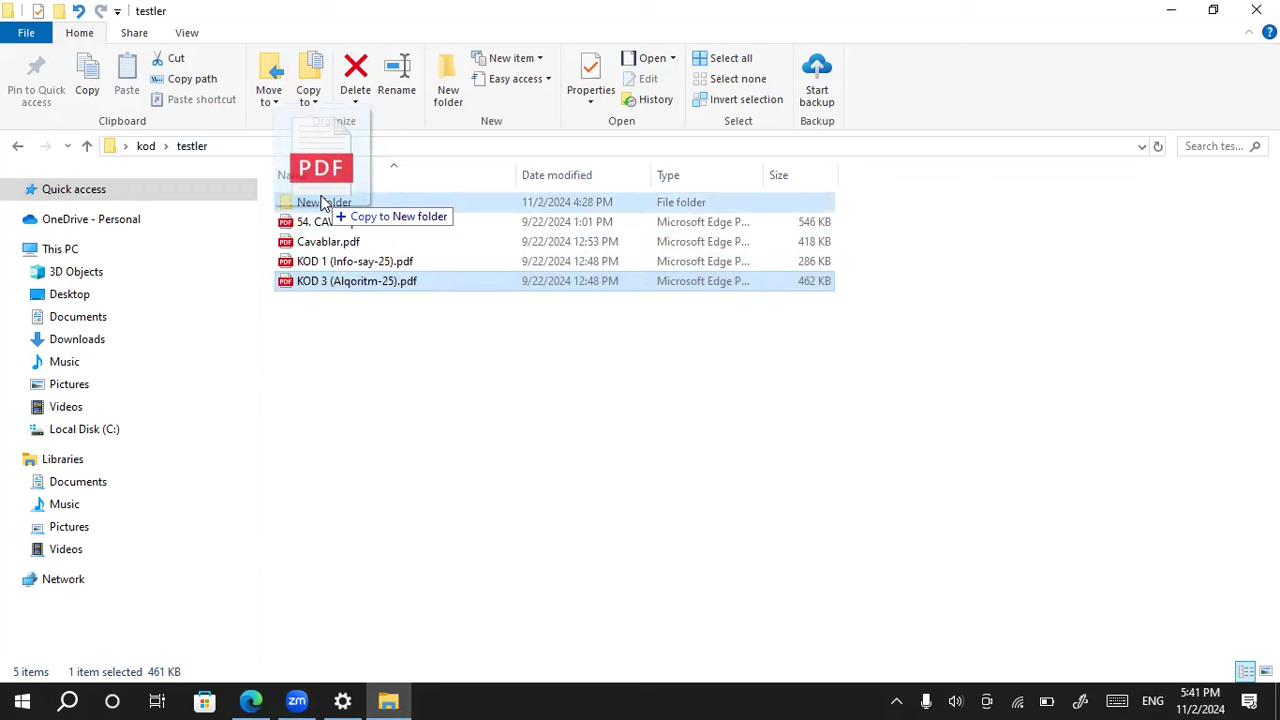 testler
File Home Share View
Pin to Quick access
Copy
Paste
Cut
Copy path
Paste shortcut
Clipboard
Move to
Copy to
Delete
Rename
Organize
New folder
New item
Easy access
New
Properties
Open
Edit
History
Open
Select all
Select none
Invert selection
Select
Start backup
Backup
kod testler
Search tes...
Date modified Type Size
PDF
New folder 11/2/2024 4:28 PM File folder
Copy to New folder
54. 9/22/2024 1:01 PM Microsoft Edge P... 546 KB
Cavablar.pdf 9/22/2024 12:53 PM Microsoft Edge P... 418 KB
KOD 1 (Info-say-25).pdf 9/22/2024 12:48 PM Microsoft Edge P... 286 KB
KOD 3 (Alqoritm-25).pdf 9/22/2024 12:48 PM Microsoft Edge P... 462 KB
Quick access
OneDrive - Personal
This PC
3D Objects
Desktop
Documents
Downloads
Music
Pictures
Videos
Local Disk (C:)
Libraries
Documents
Music
Pictures
Videos
Network
5 items 1 item selected 461 KB
zm
ENG
5:41 PM
11/2/2024